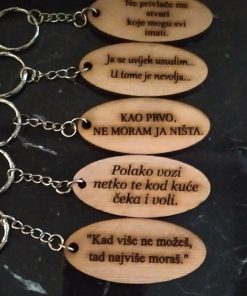 Ne privlače me
stvari
koje mogu svi
imati.
Ja se uvijek usudim...
U tome je nevolja...
KAO PRVO,
NE MORAM JA NIŠTA.
Polako vozi
netko te kod kuće
čeka i voli.
"Kad više ne možeš,
tad najviše moraš."